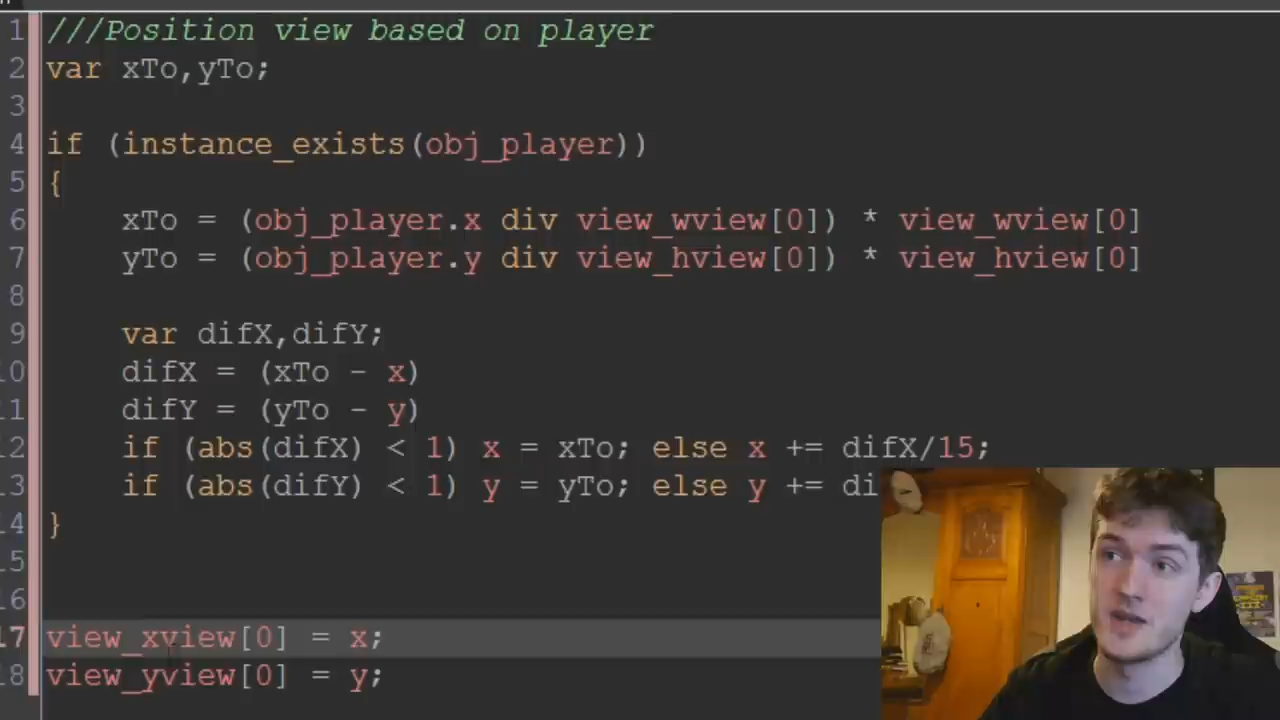 1 ///Position view based on player
2 var xTo,yTo;
3
4 if (instance_exists(obj_player))
5 {
6 xTo = (obj_player.x div view_wview[0]) * view_wview[0]
7 yTo = (obj_player.y div view_hview[0]) * view_hview[0]
8
9 var difX,difY;
10 difX = (xTo - x)
11 difY = (yTo - y)
12 if (abs(difX) < 1) x = xTo; else x += difX/15;
13 if (abs(difY) < 1) y = yTo; else y += di
14 }
15
16
17 view_xview[0] = x;
18 view_yview[0] = y;